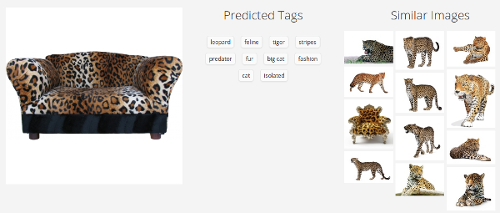 Predicted Tags
Similar Images
leopard feline tiger stripes
predator fur big cat fashion
cat isolated